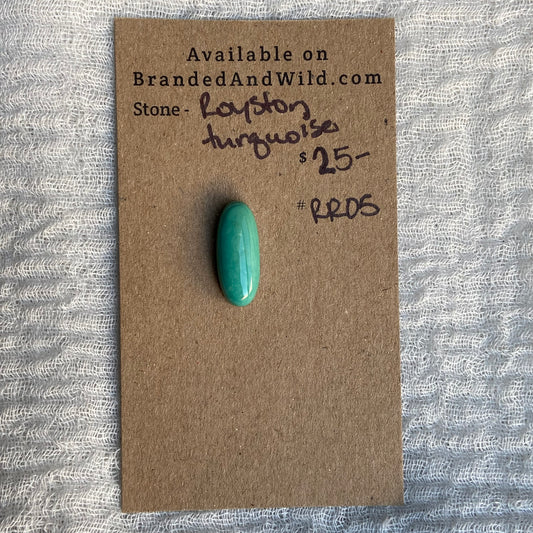 Available on
BrandedAndWild.com
Stone - Royston
turquoise
$25-
# RR05